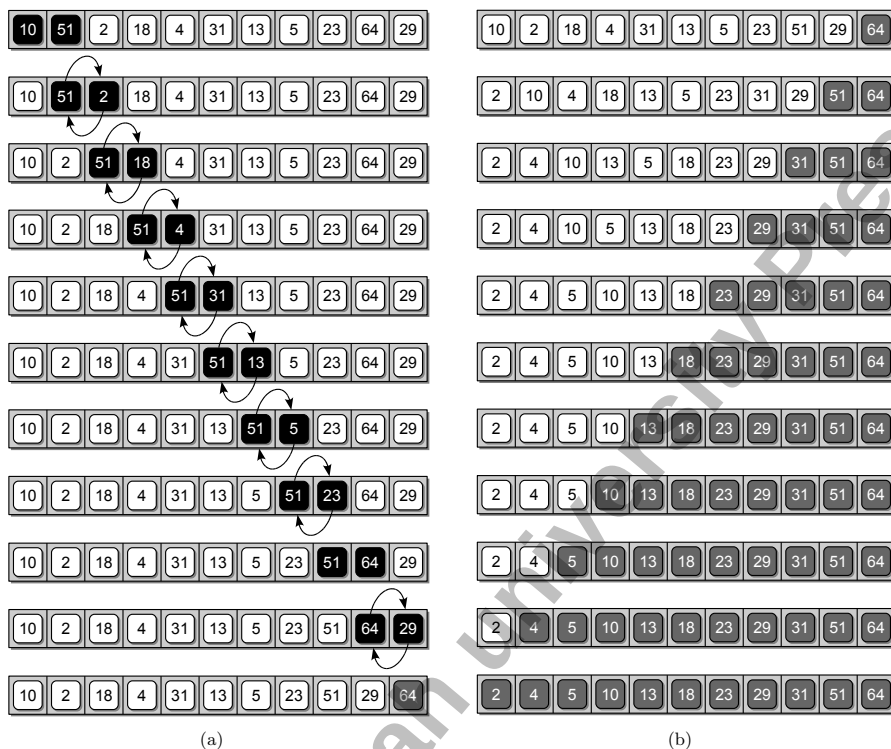 10 51 2 18 4 31 13 5 23 64 29
10 51 2 18 4 31 13 5 23 64 29
10 2 51 18 4 31 13 5 23 64 29
10 2 18 51 4 31 13 5 23 64 29
10 2 18 4 51 31 13 5 23 64 29
10 2 18 4 31 51 13 5 23 64 29
10 2 18 4 31 13 51 5 23 64 29
10 2 18 4 31 13 5 51 23 64 29
10 2 18 4 31 13 5 23 51 64 29
10 2 18 4 31 13 5 23 51 64 29
10 2 18 4 31 13 5 23 51 29 64
(a)
10 2 18 4 31 13 5 23 51 29 64
2 10 4 18 13 5 23 31 29 51 64
2 4 10 13 5 18 23 29 31 51 64
2 4 10 5 13 18 23 29 31 51 64
2 4 5 10 13 18 23 29 31 51 64
2 4 5 10 13 18 23 29 31 51 64
2 4 5 10 13 18 23 29 31 51 64
2 4 5 10 13 18 23 29 31 51 64
2 4 5 10 13 18 23 29 31 51 64
2 4 5 10 13 18 23 29 31 51 64
2 4 5 10 13 18 23 29 31 51 64
(b)
an university Pres